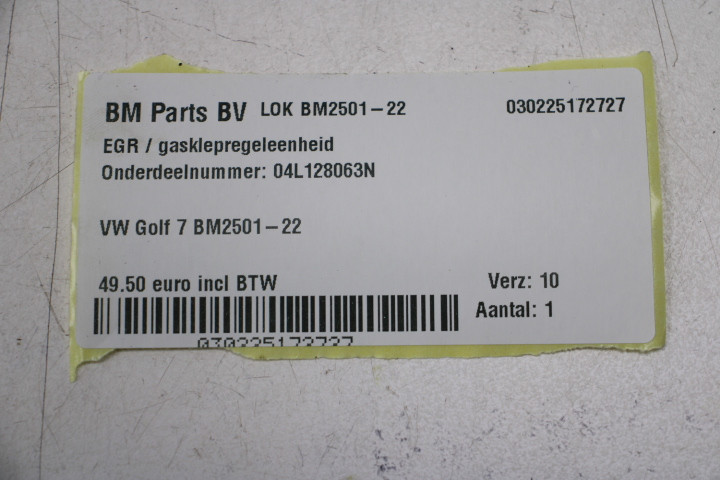 BM Parts BV LOK BM2501-22 030225172727
EGR / gasklepregeleenheid
Onderdeelnummer: 04L128063N
VW Golf 7 BM2501-22
49.50 euro incl BTW Verz: 10
Aantal: 1
030225172727